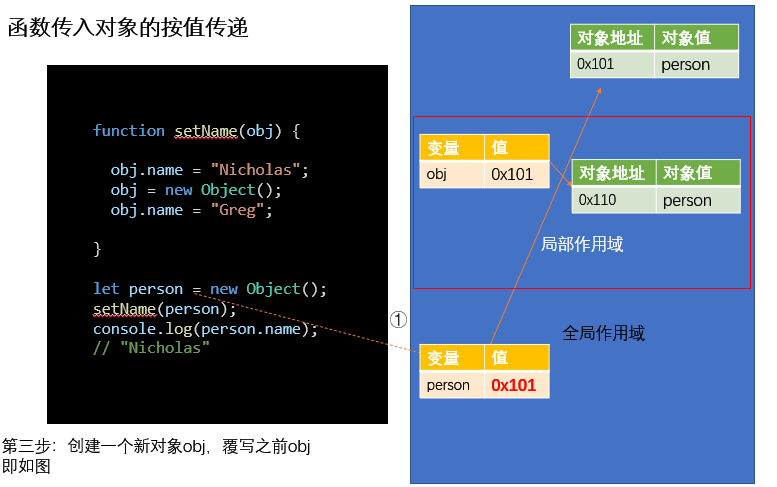 函数传入对象的按值传递
function setName(obj) {
obj.name = "Nicholas";
obj = new Object();
obj.name = "Greg";
}
let person = new Object();
setName(person);
console.log(person.name);
// "Nicholas"
第三步：创建一个新对象obj，覆写之前obj
即如图
对象地址 对象值
0x101 person
变量 值
obj 0x101
对象地址 对象值
0x110 person
局部作用域
①
全局作用域
变量 值
person 0x101